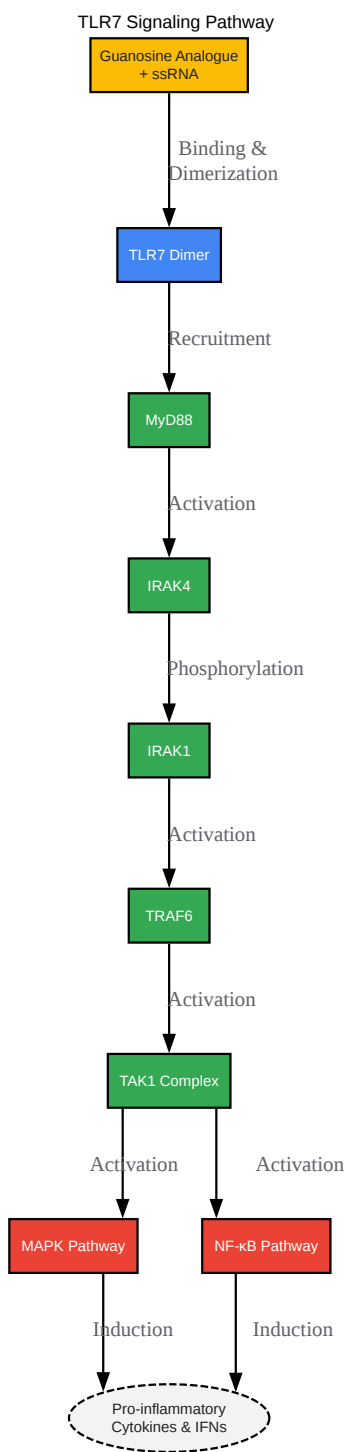 TLR7 Signaling Pathway
Guanosine Analogue
+ ssRNA
Binding &
Dimerization
TLR7 Dimer
Recruitment
MyD88
Activation
IRAK4
Phosphorylation
IRAK1
Activation
TRAF6
Activation
TAK1 Complex
Activation
Activation
MAPK Pathway
NF-κB Pathway
Induction
Induction
Pro-inflammatory
Cytokines & IFNs